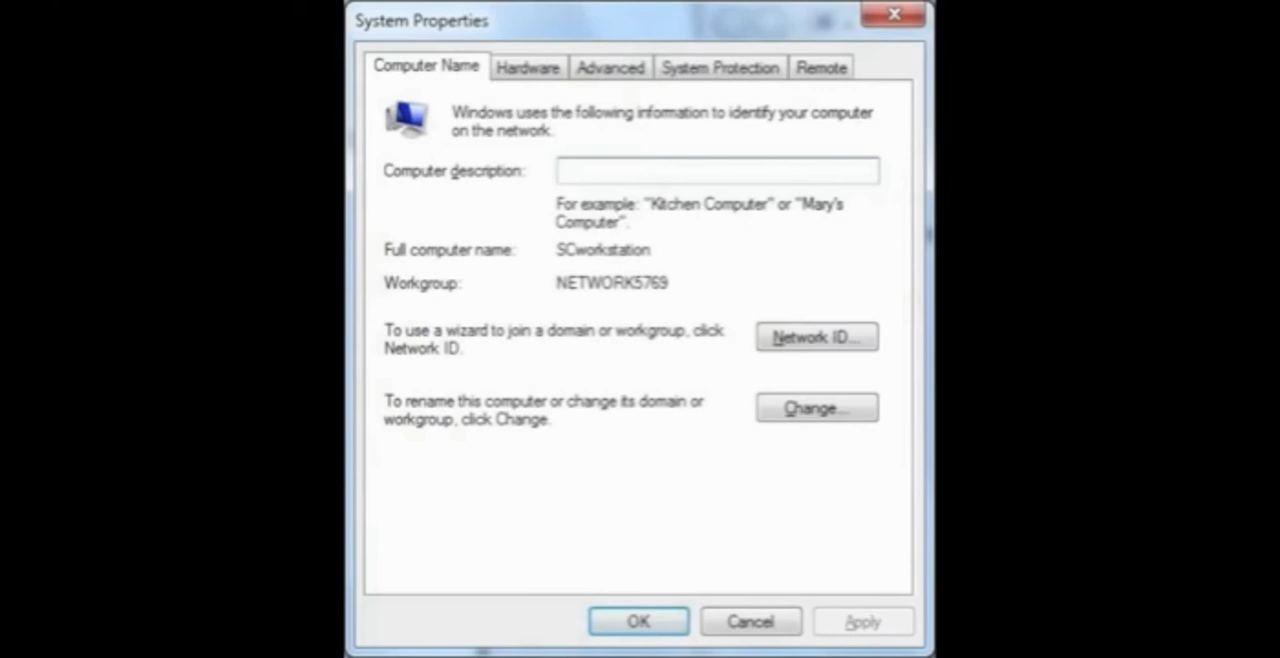 System Properties
Computer Name Hardware Advanced System Protection Remote
Windows uses the following information to identify your computer
on the network.
Computer description:
For example: "Kitchen Computer" or "Mary's
Computer".
Full computer name: SCworkstation
Workgroup: NETWORK5769
To use a wizard to join a domain or workgroup, click
Network ID.
Network ID...
To rename this computer or change its domain or
workgroup, click Change.
Change...
OK Cancel Apply